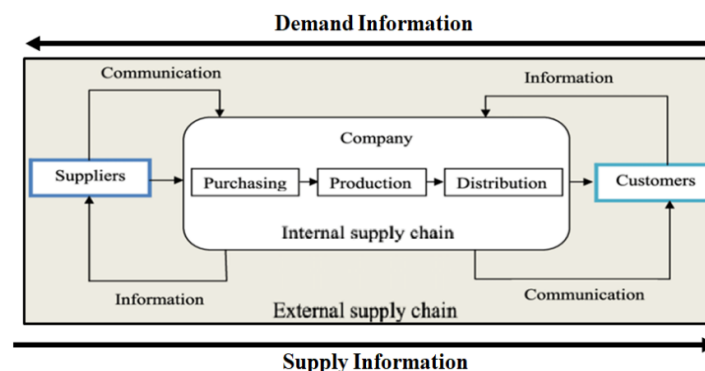 Demand Information
Communication
Information
Company
Suppliers
Purchasing
Production
Distribution
Customers
Internal supply chain
Information
Communication
External supply chain
Supply Information